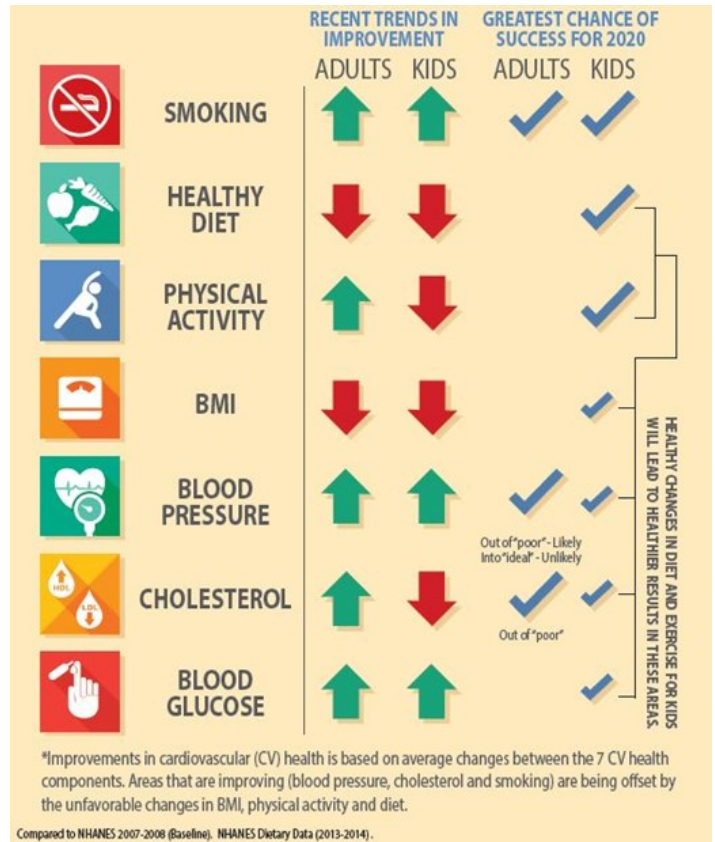 RECENT TRENDS IN
IMPROVEMENT
GREATEST CHANCE OF
SUCCESS FOR 2020
ADULTS KIDS
ADULTS KIDS
SMOKING
HEALTHY
DIET
PHYSICAL
ACTIVITY
BMI
BLOOD
PRESSURE
Out of "poor" - Likely
Into "ideal" - Unlikely
HDL
LDL
CHOLESTEROL
Out of "poor"
BLOOD
GLUCOSE
HEALTHY CHANGES IN DIET AND EXERCISE FOR KIDS
WILL LEAD TO HEALTHIER RESULTS IN THESE AREAS.
*Improvements in cardiovascular (CV) health is based on average changes between the 7 CV health
components. Areas that are improving (blood pressure, cholesterol and smoking) are being offset by
the unfavorable changes in BMI, physical activity and diet.
Compared to NHANES 2007-2008 (Baseline). NHANES Dietary Data (2013-2014).